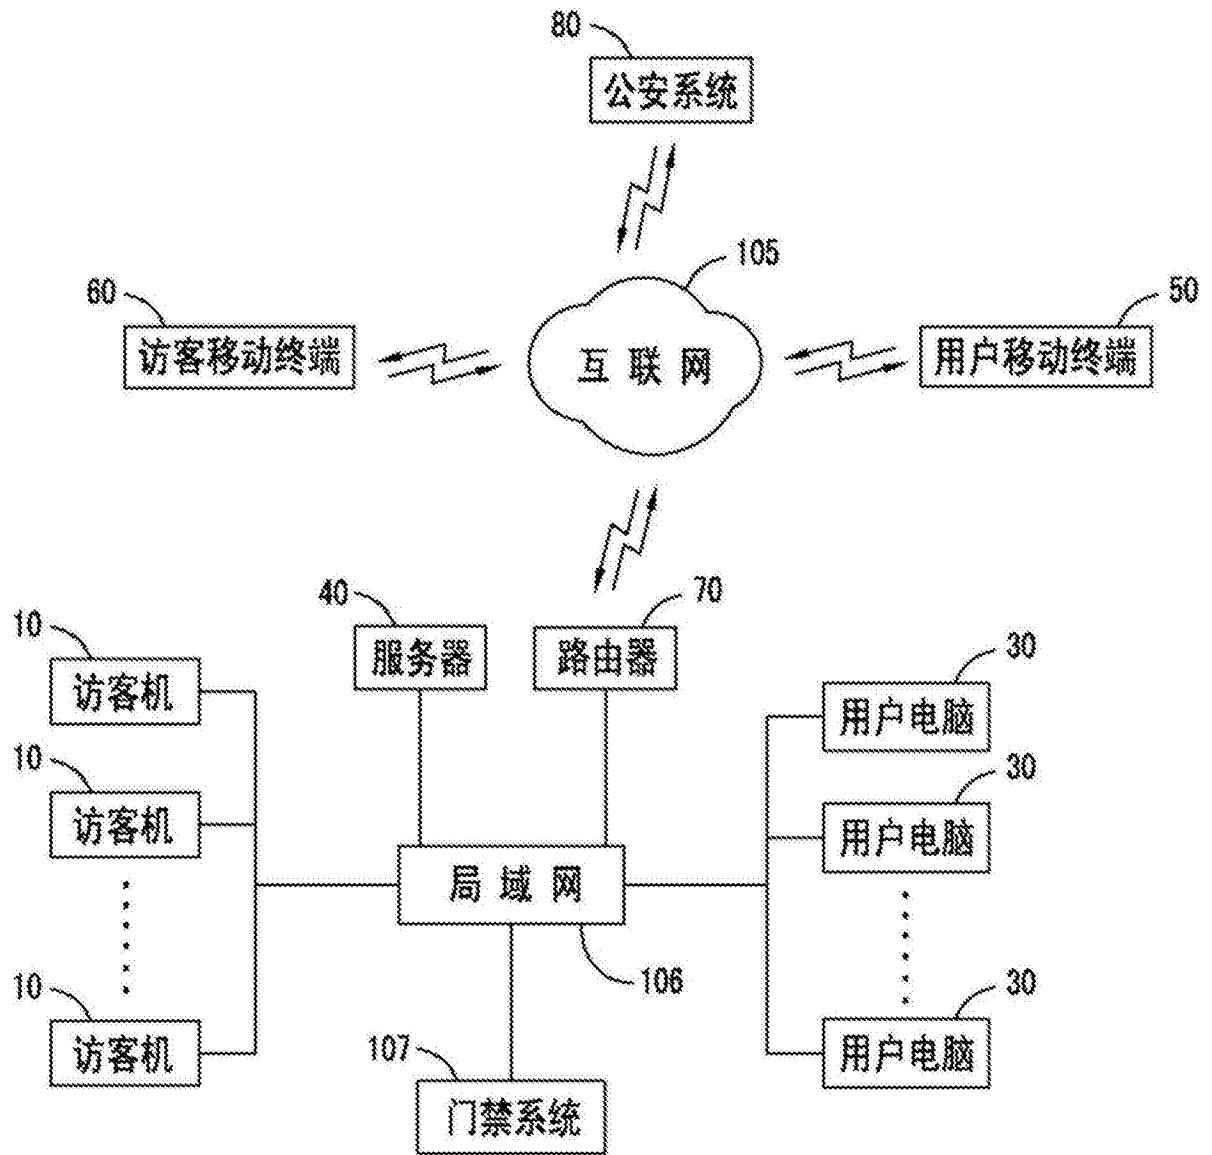 80
公安系统
105
60
访客移动终端
互联网
50
用户移动终端
40
服务器
70
路由器
10
访客机
30
用户电脑
10
访客机
30
用户电脑
局域网
106
10
访客机
30
用户电脑
107
门禁系统